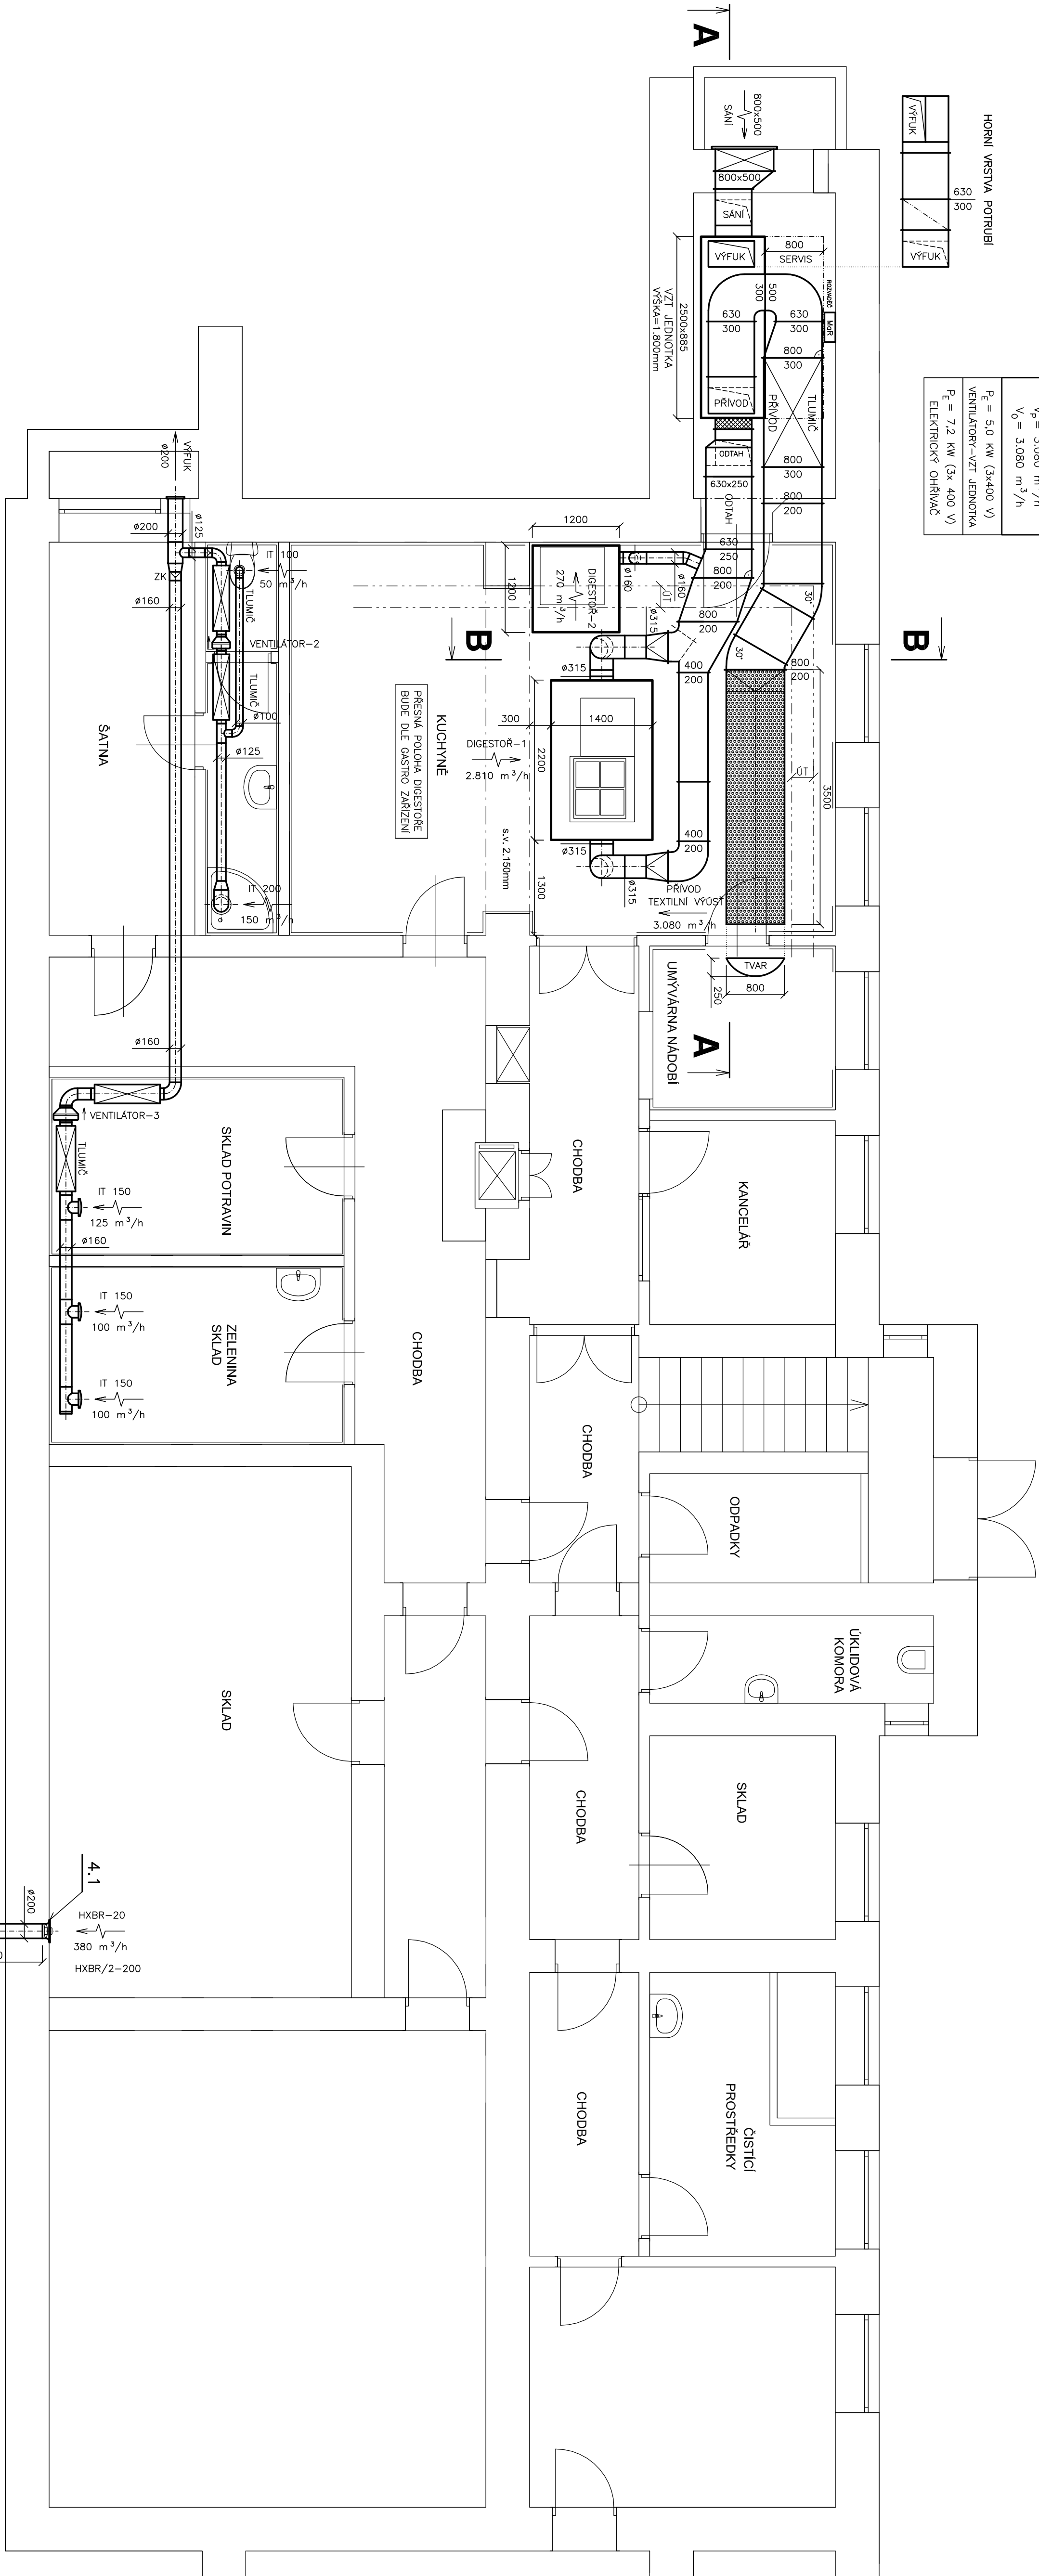 A
HORNÍ VRSTVA POTRUBÍ
VÝFUK
630
300
VÝFUK
V₀ = 3.080 m³/h
P_E = 5,0 KW (3x400 V)
VENTILÁTORY-VZT JEDNOTKA
P_E = 7,2 KW (3x 400 V)
ELEKTRICKÝ OHŘÍVAČ
800x500
SÁNÍ
800x500
SÁNÍ
VÝFUK
800
SERVIS
ROZVADĚČ
MaR
500
300
630
300
630
300
2500x885
VZT JEDNOTKA
VÝŠKA=1.800mm
800
300
PŘÍVOD
PŘÍVOD
TLUMIČ
ODTAH
630x250
ODTAH
800
300
800
200
630
250
800
200
30°
30°
800
200
800
200
B
B
1200
1200
DIGESTOŘ-2
270 m³/h
ø160
ø160
ÚT
ø315
ø315
400
200
ÚT
3500
300
1400
2200
DIGESTOŘ-1
2.810 m³/h
KUCHYNĚ
PŘESNÁ POLOHA DIGESTOŘE
BUDE DLE GASTRO ZAŘÍZENÍ
s.v. 2.150mm
400
200
ø315
ø315
1300
PŘÍVOD
TEXTILNÍ VÝÚSŤ
3.080 m³/h
TVAR
800
250
A
UMÝVÁRNA NÁDOBÍ
VÝFUK
ø200
ø200
ø125
ZK
ø160
IT 100
50 m³/h
TLUMIČ
VENTILÁTOR-2
TLUMIČ
ø100
ø125
IT 200
150 m³/h
ŠATNA
ø160
VENTILÁTOR-3
TLUMIČ
IT 150
125 m³/h
ø160
IT 150
100 m³/h
IT 150
100 m³/h
SKLAD POTRAVIN
ZELENINA
SKLAD
CHODBA
CHODBA
KANCELÁŘ
CHODBA
ODPADKY
ÚKLIDOVÁ
KOMORA
SKLAD
CHODBA
SKLAD
4.1
ø200
HXBR-20
380 m³/h
HXBR/2-200
CHODBA
ČISTÍCÍ
PROSTŘEDKY